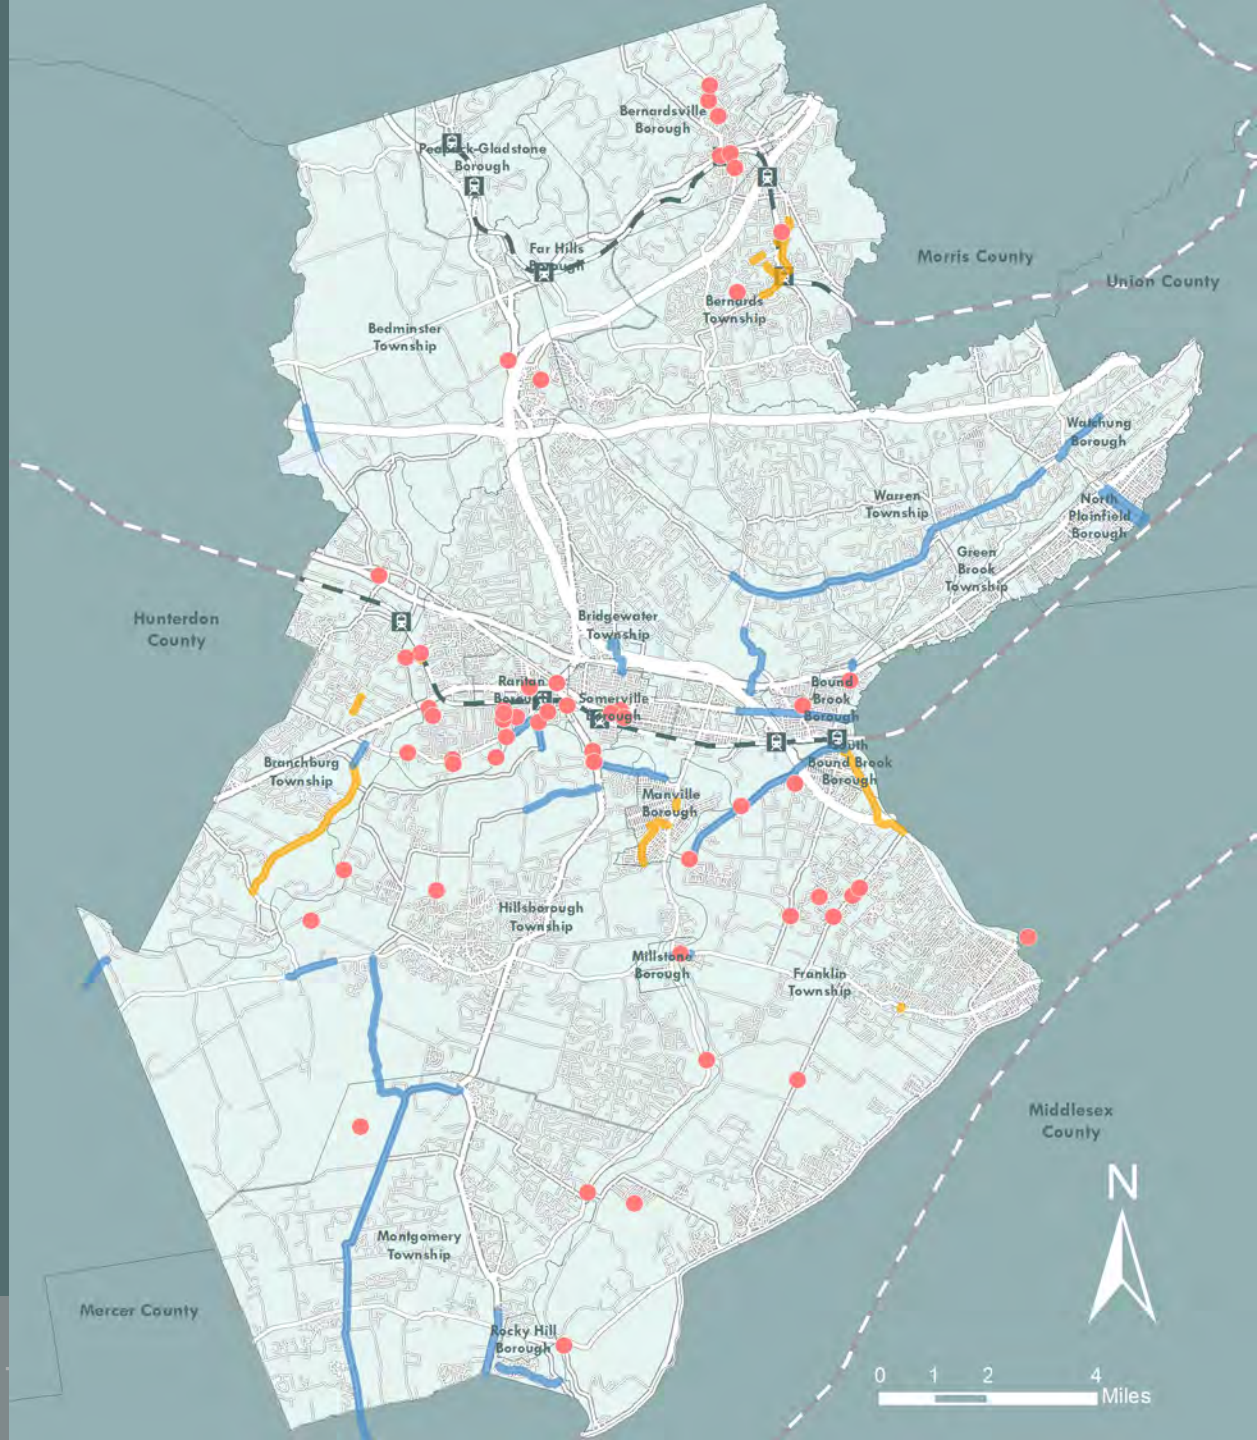 Bernardsville
Borough
Peapack-Gladstone
Borough
Far Hills
Borough
Morris County
Union County
Bernards
Township
Bedminster
Township
Watchung
Borough
Warren
Township
North
Plainfield
Borough
Green
Brook
Township
Hunterdon
County
Bridgewater
Township
Raritan
Borough
Somerville
Borough
Bound
Brook
Borough
South
Bound Brook
Borough
Branchburg
Township
Manville
Borough
Hillsborough
Township
Millstone
Borough
Franklin
Township
Middlesex
County
N
Montgomery
Township
Mercer County
Rocky Hill
Borough
0 1 2 4
Miles